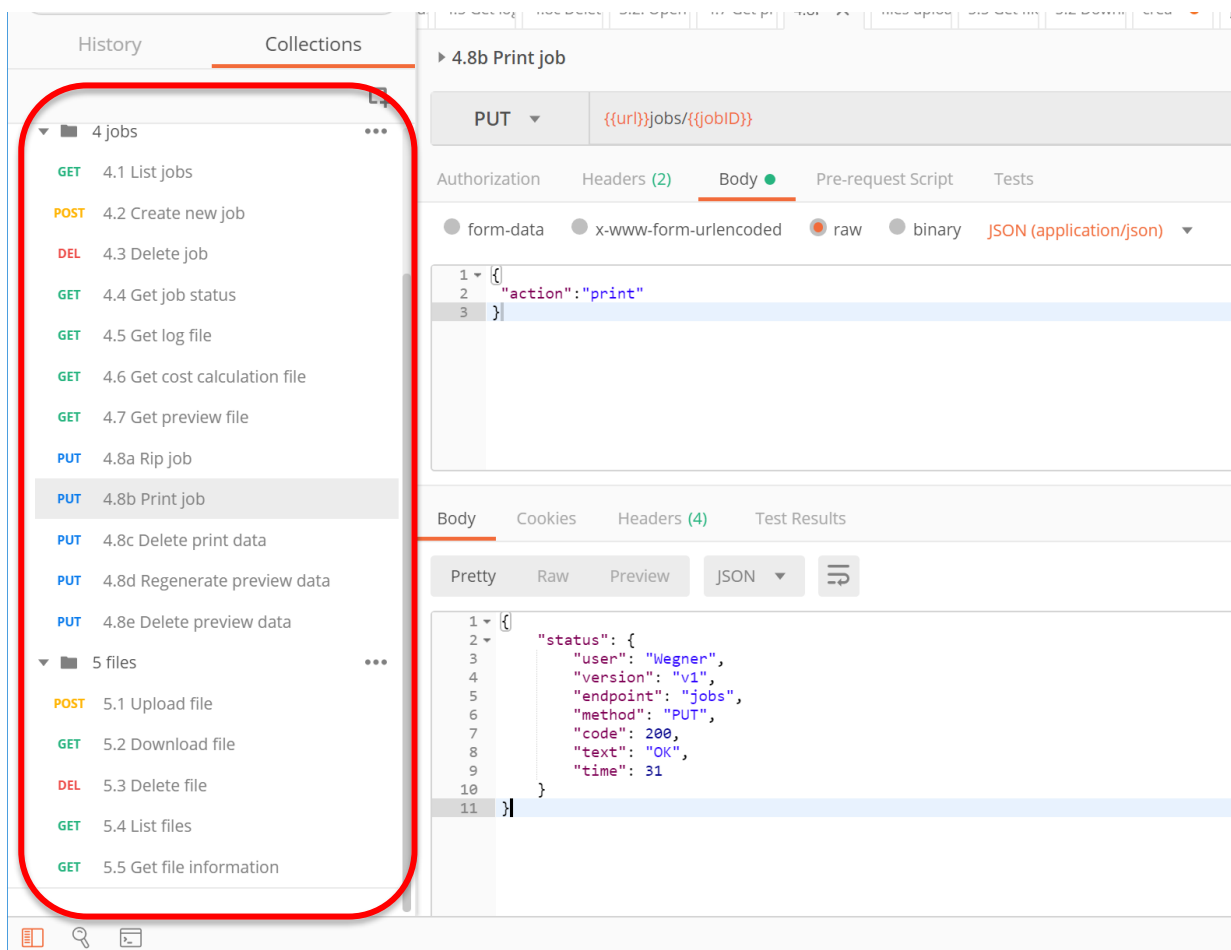 History Collections
4 jobs
GET 4.1 List jobs
POST 4.2 Create new job
DEL 4.3 Delete job
GET 4.4 Get job status
GET 4.5 Get log file
GET 4.6 Get cost calculation file
GET 4.7 Get preview file
PUT 4.8a Rip job
PUT 4.8b Print job
PUT 4.8c Delete print data
PUT 4.8d Regenerate preview data
PUT 4.8e Delete preview data
5 files
POST 5.1 Upload file
GET 5.2 Download file
DEL 5.3 Delete file
GET 5.4 List files
GET 5.5 Get file information
4.8b Print job
PUT {{url}}jobs/{{jobID}}
Authorization Headers (2) Body Pre-request Script Tests
form-data x-www-form-urlencoded raw binary JSON (application/json)
1 {
2 "action":"print"
3 }
Body Cookies Headers (4) Test Results
Pretty Raw Preview JSON
1 {
2 "status": {
3 "user": "Wegner",
4 "version": "v1",
5 "endpoint": "jobs",
6 "method": "PUT",
7 "code": 200,
8 "text": "OK",
9 "time": 31
10 }
11 }